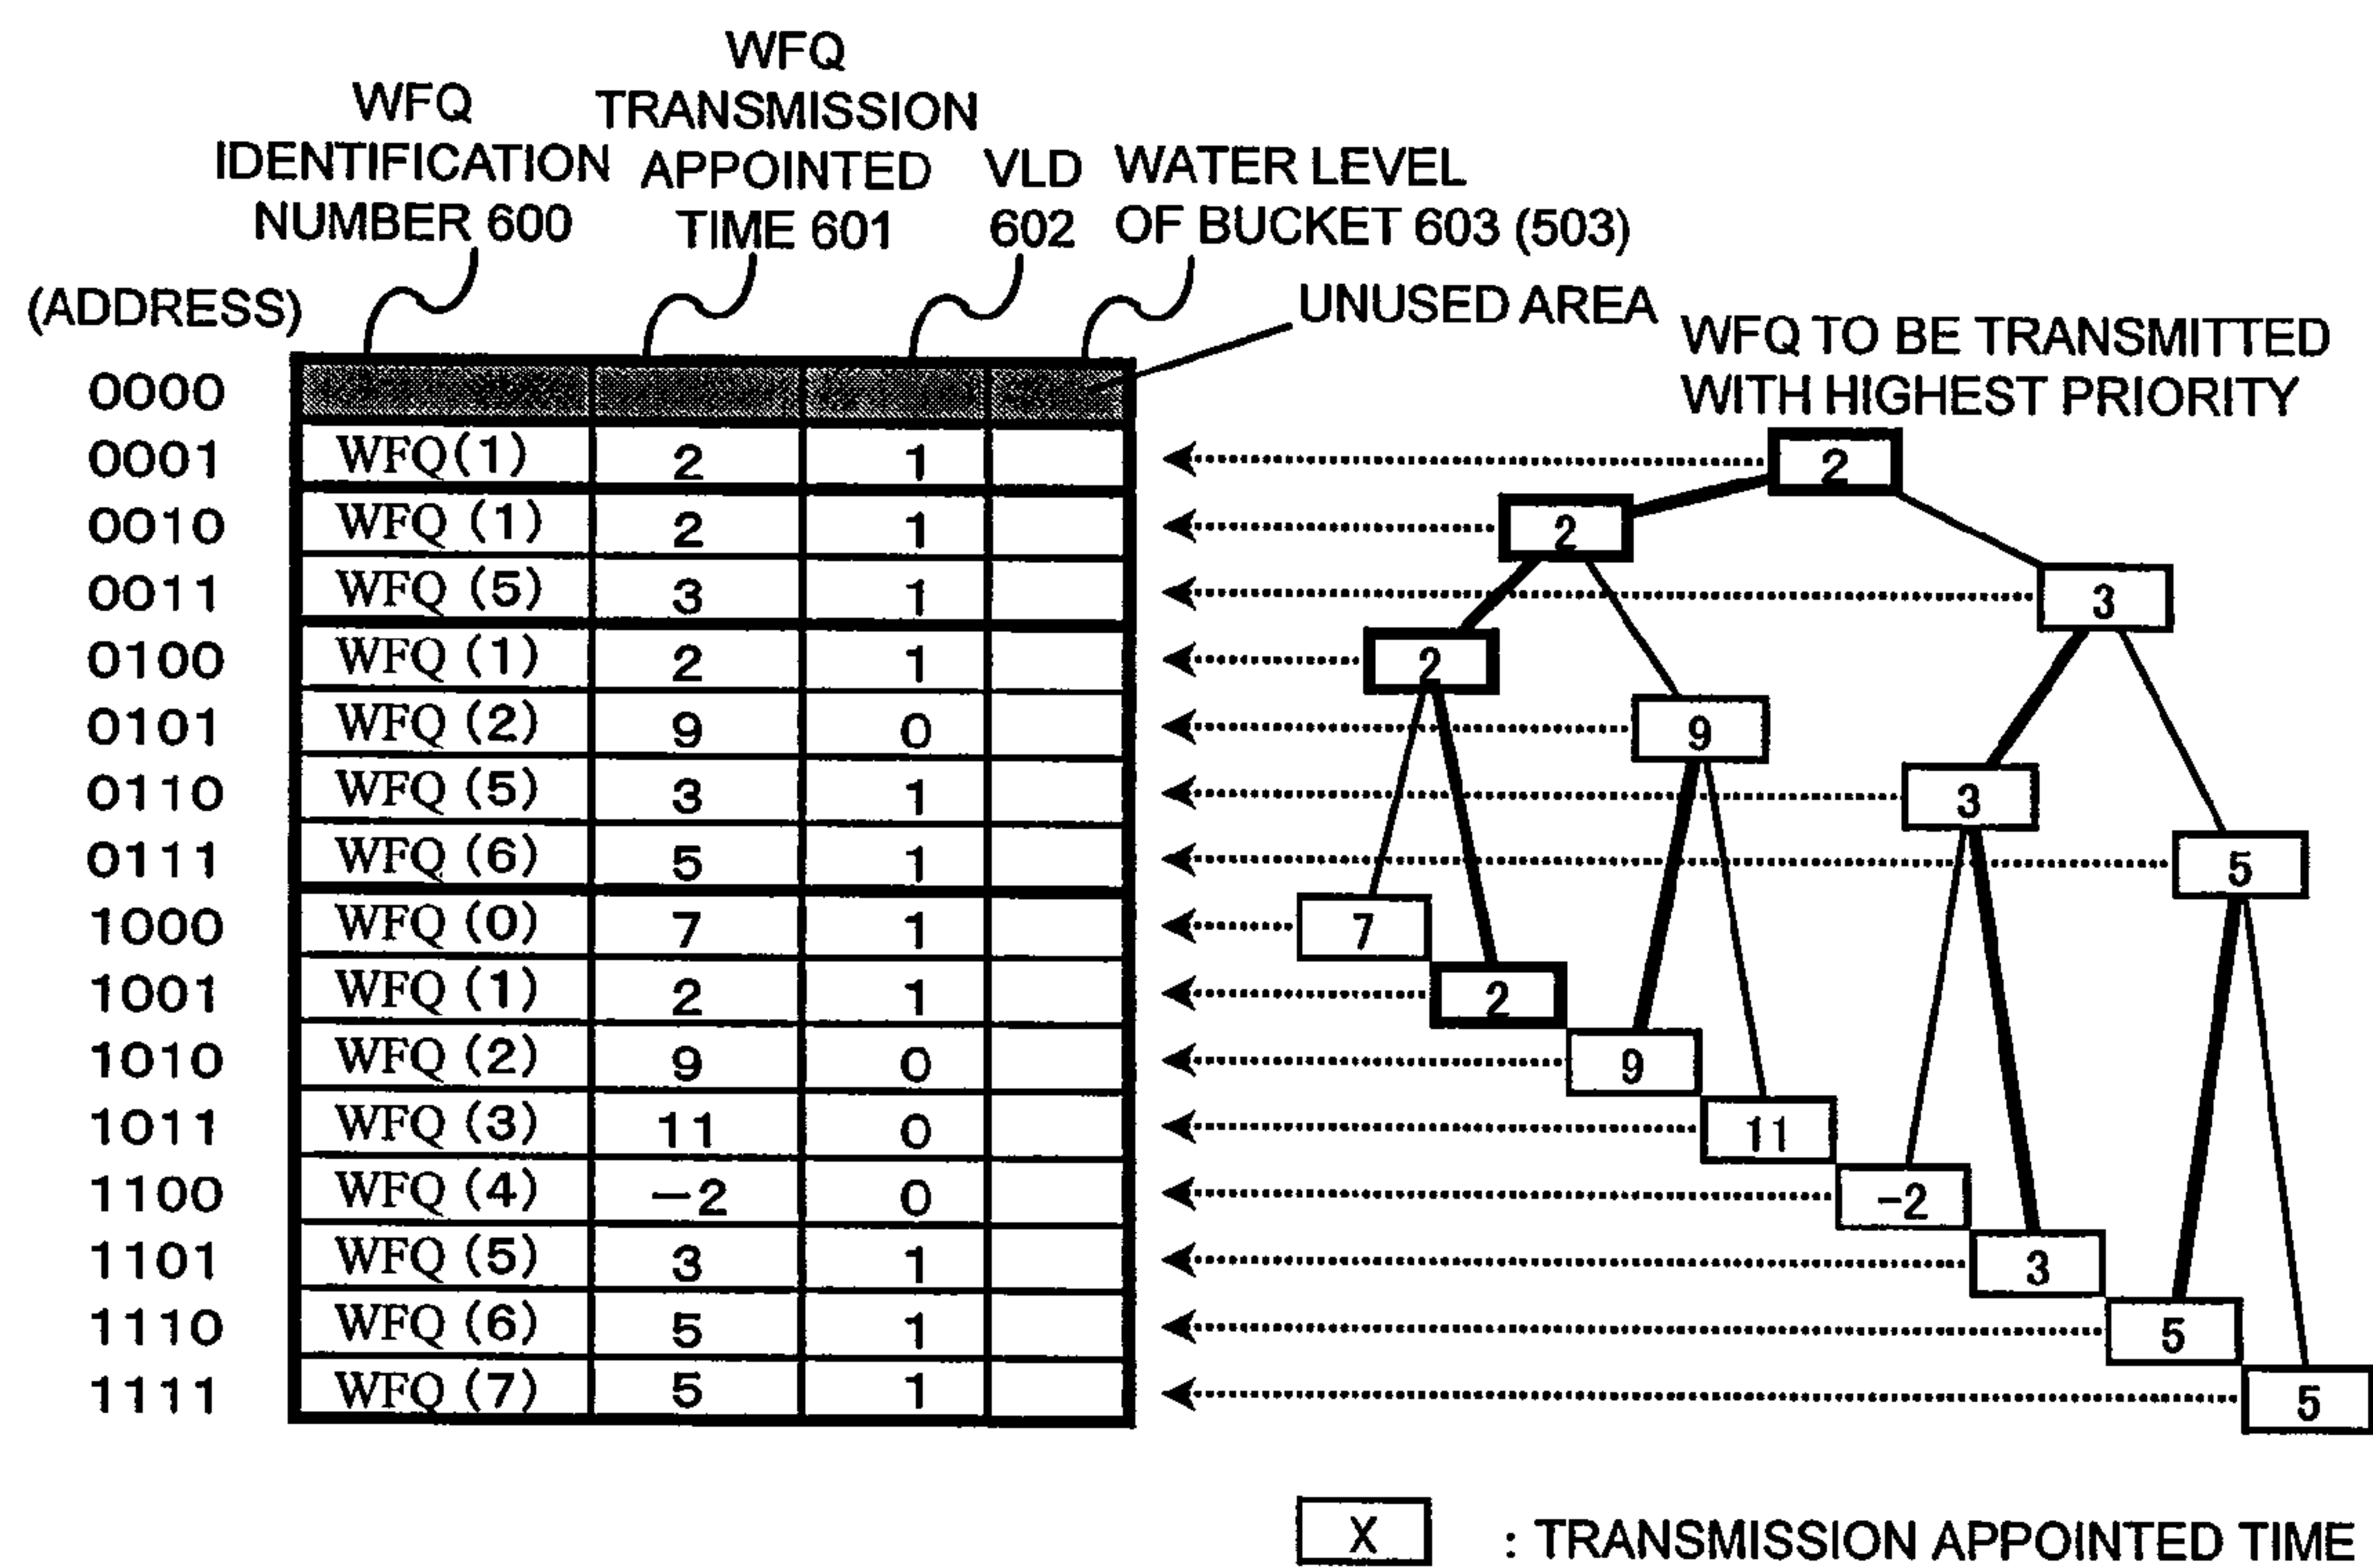 WFQ
IDENTIFICATION
NUMBER 600
WFQ
TRANSMISSION
APPOINTED
TIME 601
VLD
602
WATER LEVEL
OF BUCKET 603 (503)
UNUSED AREA
(ADDRESS)
WFQ TO BE TRANSMITTED
WITH HIGHEST PRIORITY
0000
0001 WFQ(1) 2 1 2
0010 WFQ (1) 2 1 2
0011 WFQ (5) 3 1 3
0100 WFQ (1) 2 1 2
0101 WFQ (2) 9 0 9
0110 WFQ (5) 3 1 3
0111 WFQ (6) 5 1 5
1000 WFQ (0) 7 1 7
1001 WFQ (1) 2 1 2
1010 WFQ (2) 9 0 9
1011 WFQ (3) 11 0 11
1100 WFQ (4) -2 0 -2
1101 WFQ (5) 3 1 3
1110 WFQ (6) 5 1 5
1111 WFQ (7) 5 1 5
X : TRANSMISSION APPOINTED TIME